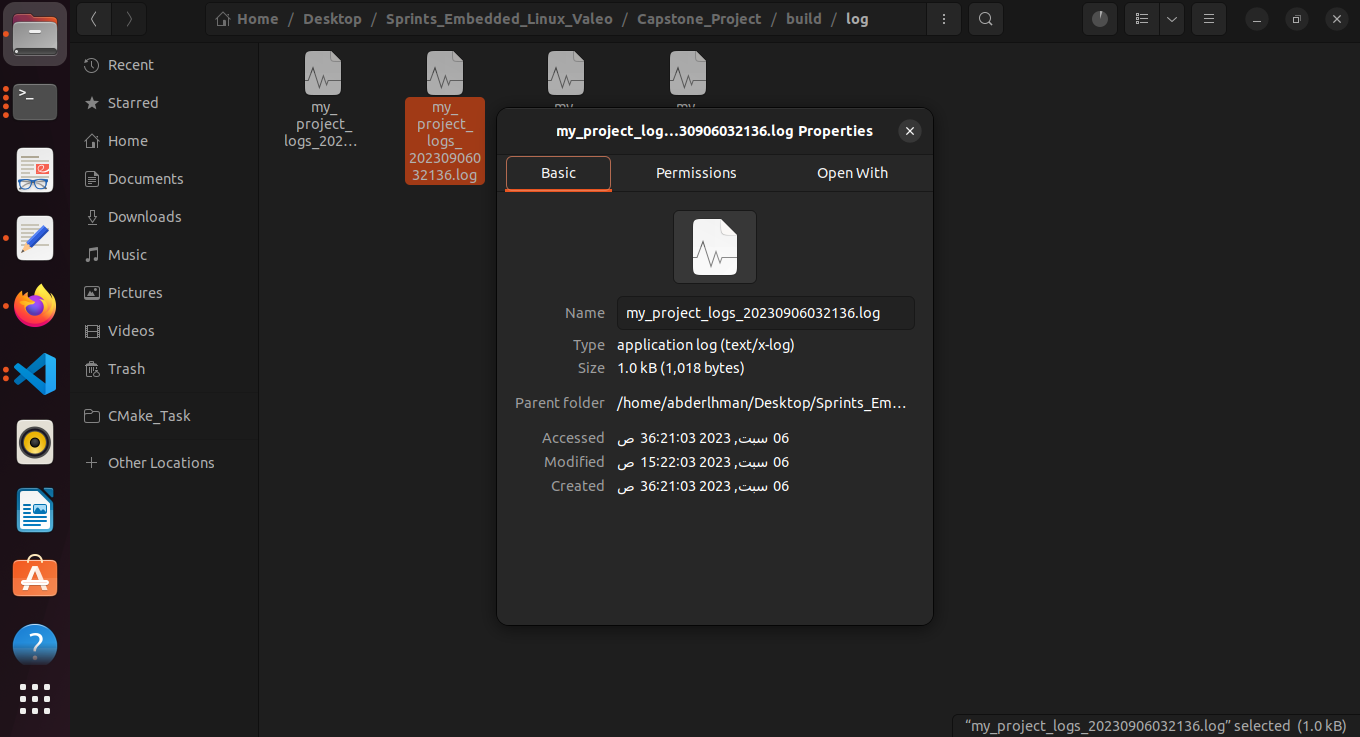 Home / Desktop / Sprints_Embedded_Linux_Valeo / Capstone_Project / build / log
Recent
Starred
Home
Documents
Downloads
Music
Pictures
Videos
Trash
CMake_Task
Other Locations
my_
project_
logs_202…
my_
project_
logs_
202309060
32136.log
my_
my_
my_project_log…30906032136.log Properties
Basic
Permissions
Open With
Name
my_project_logs_20230906032136.log
Type
application log (text/x-log)
Size
1.0 kB (1,018 bytes)
Parent folder
/home/abderlhman/Desktop/Sprints_Em…
Accessed
06 سبت, 2023 36:21:03 ص
Modified
06 سبت, 2023 15:22:03 ص
Created
06 سبت, 2023 36:21:03 ص
“my_project_logs_20230906032136.log” selected (1.0 kB)